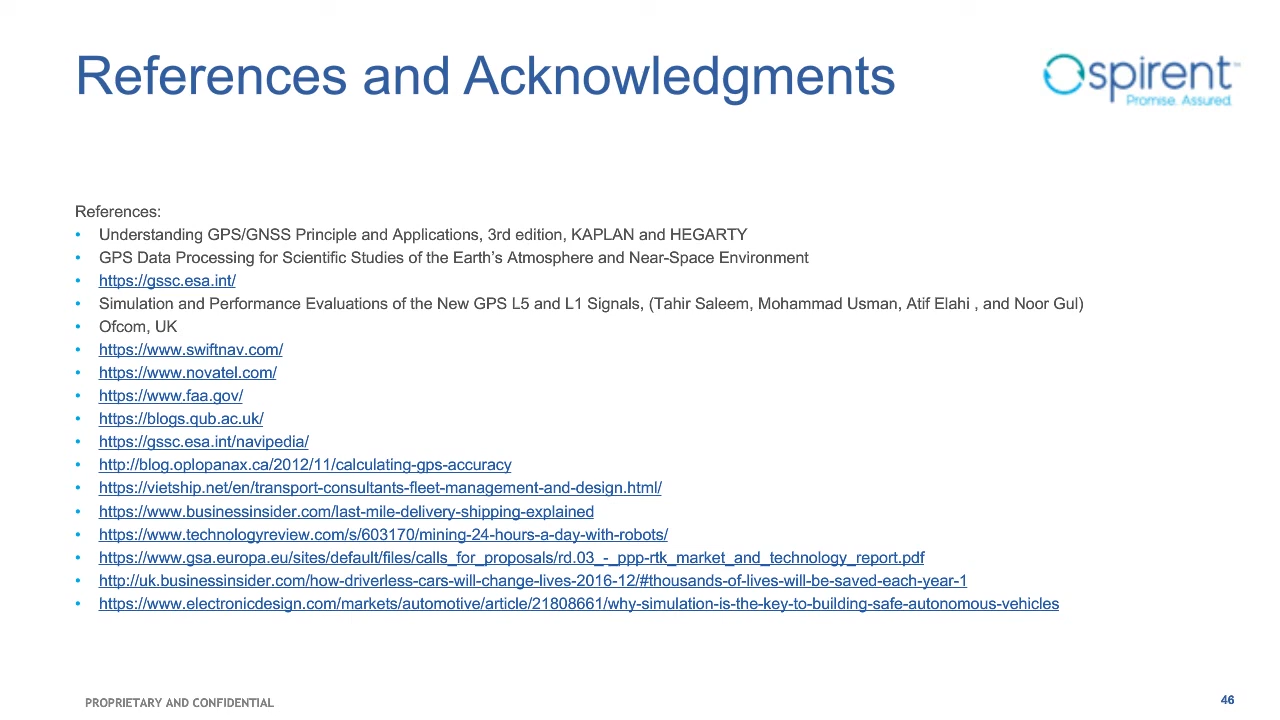 References and Acknowledgments
spirent™
Promise. Assured.
References:
• Understanding GPS/GNSS Principle and Applications, 3rd edition, KAPLAN and HEGARTY
• GPS Data Processing for Scientific Studies of the Earth’s Atmosphere and Near-Space Environment
• https://gssc.esa.int/
• Simulation and Performance Evaluations of the New GPS L5 and L1 Signals, (Tahir Saleem, Mohammad Usman, Atif Elahi , and Noor Gul)
• Ofcom, UK
• https://www.swiftnav.com/
• https://www.novatel.com/
• https://www.faa.gov/
• https://blogs.qub.ac.uk/
• https://gssc.esa.int/navipedia/
• http://blog.oplopanax.ca/2012/11/calculating-gps-accuracy
• https://vietship.net/en/transport-consultants-fleet-management-and-design.html/
• https://www.businessinsider.com/last-mile-delivery-shipping-explained
• https://www.technologyreview.com/s/603170/mining-24-hours-a-day-with-robots/
• https://www.gsa.europa.eu/sites/default/files/calls_for_proposals/rd.03_-_ppp-rtk_market_and_technology_report.pdf
• http://uk.businessinsider.com/how-driverless-cars-will-change-lives-2016-12/#thousands-of-lives-will-be-saved-each-year-1
• https://www.electronicdesign.com/markets/automotive/article/21808661/why-simulation-is-the-key-to-building-safe-autonomous-vehicles
PROPRIETARY AND CONFIDENTIAL
46